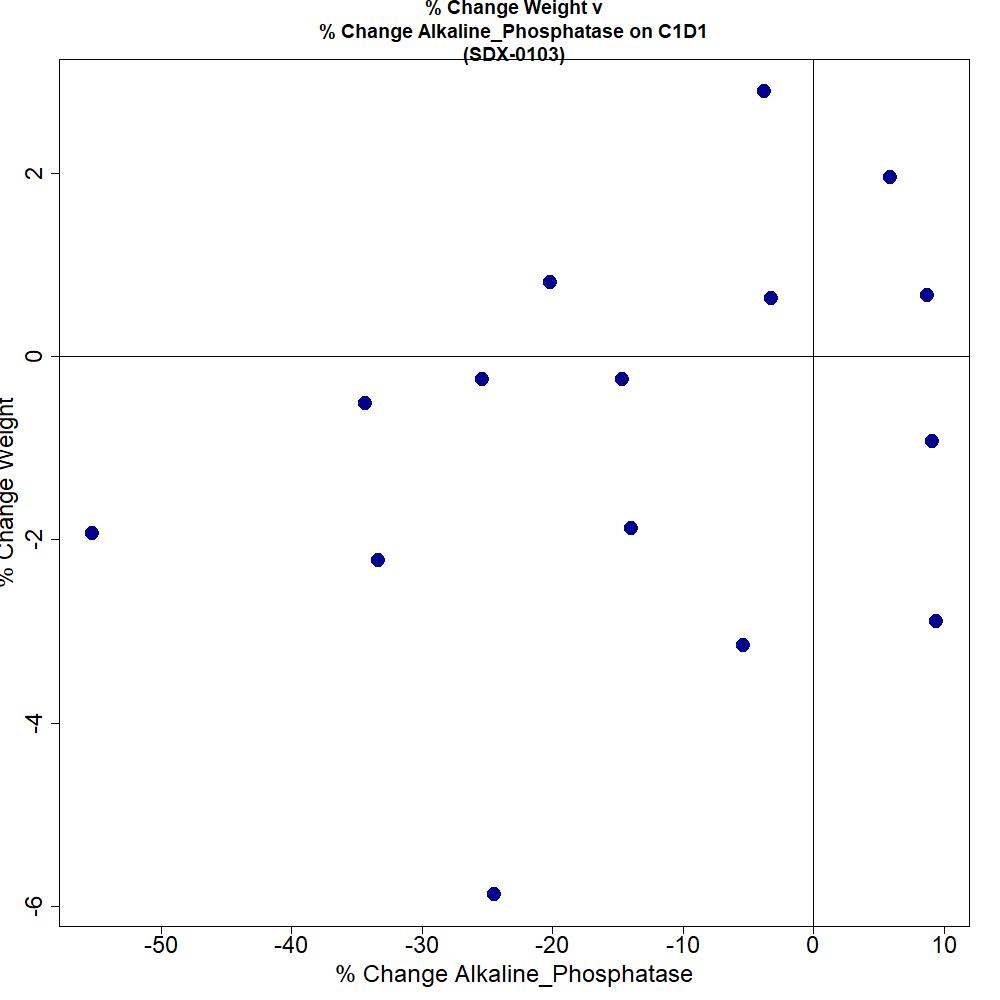 % Change Weight v
% Change Alkaline_Phosphatase on C1D1
(SDX-0103)
% Change Weight
2
0
-2
-4
-6
-50 -40 -30 -20 -10 0 10
% Change Alkaline_Phosphatase